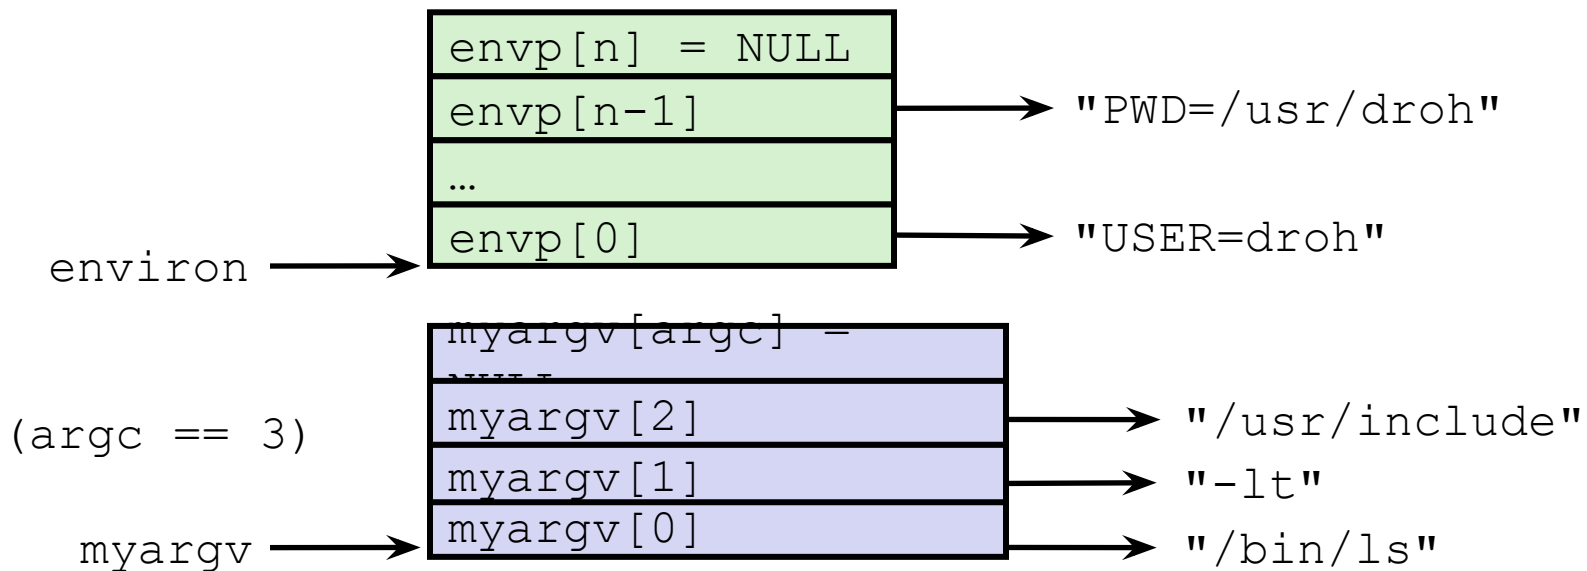 envp[n] = NULL
envp[n-1]
"PWD=/usr/droh"
…
envp[0]
"USER=droh"
environ
myargv[argc] =
NULL
(argc == 3)
myargv[2]
"/usr/include"
myargv[1]
"-lt"
myargv[0]
myargv
"/bin/ls"